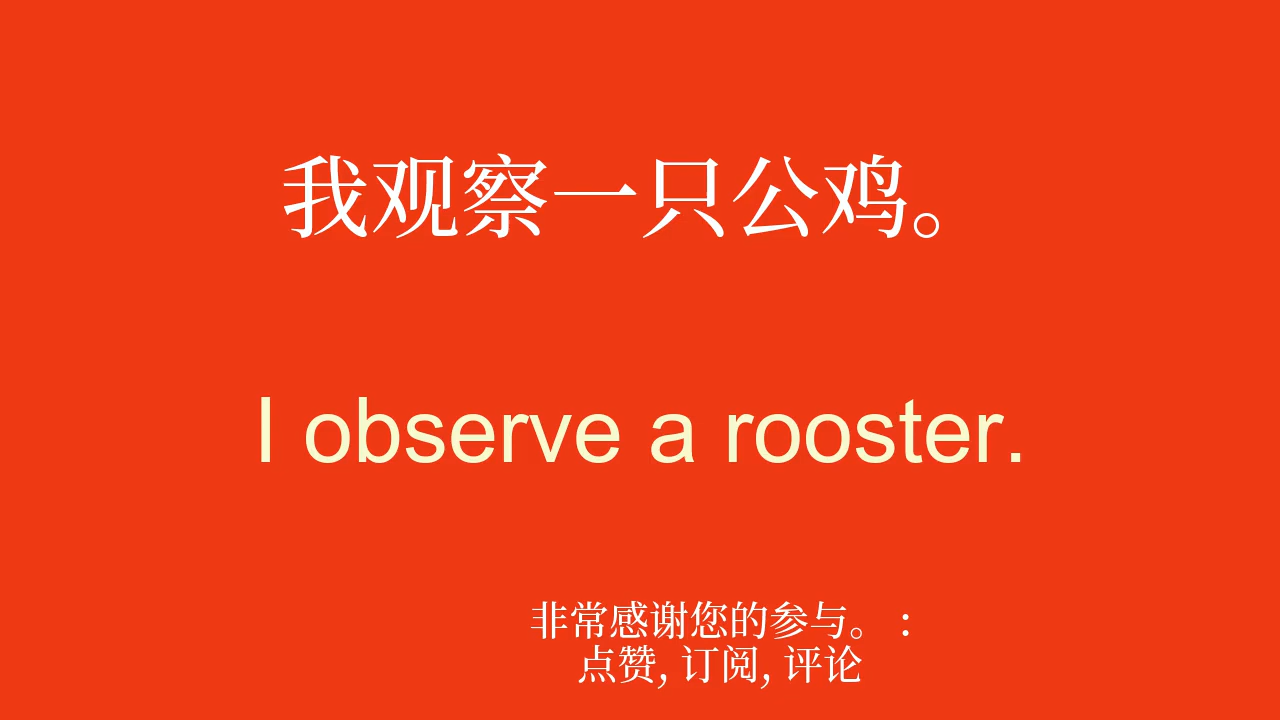 我观察一只公鸡。
I observe a rooster.
非常感谢您的参与。 :
点赞, 订阅, 评论